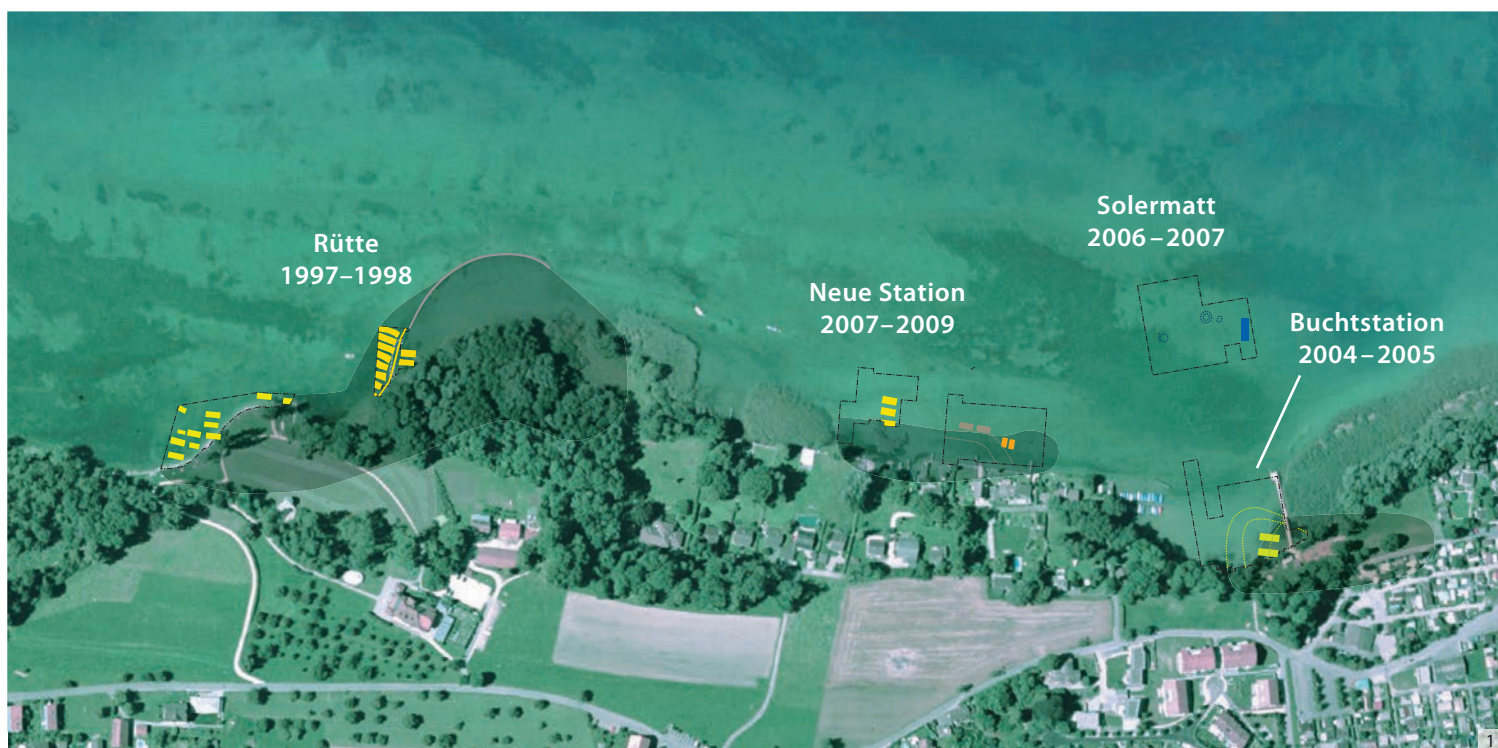 Rütte
1997–1998
Neue Station
2007–2009
Solermatt
2006–2007
Buchtstation
2004–2005
1